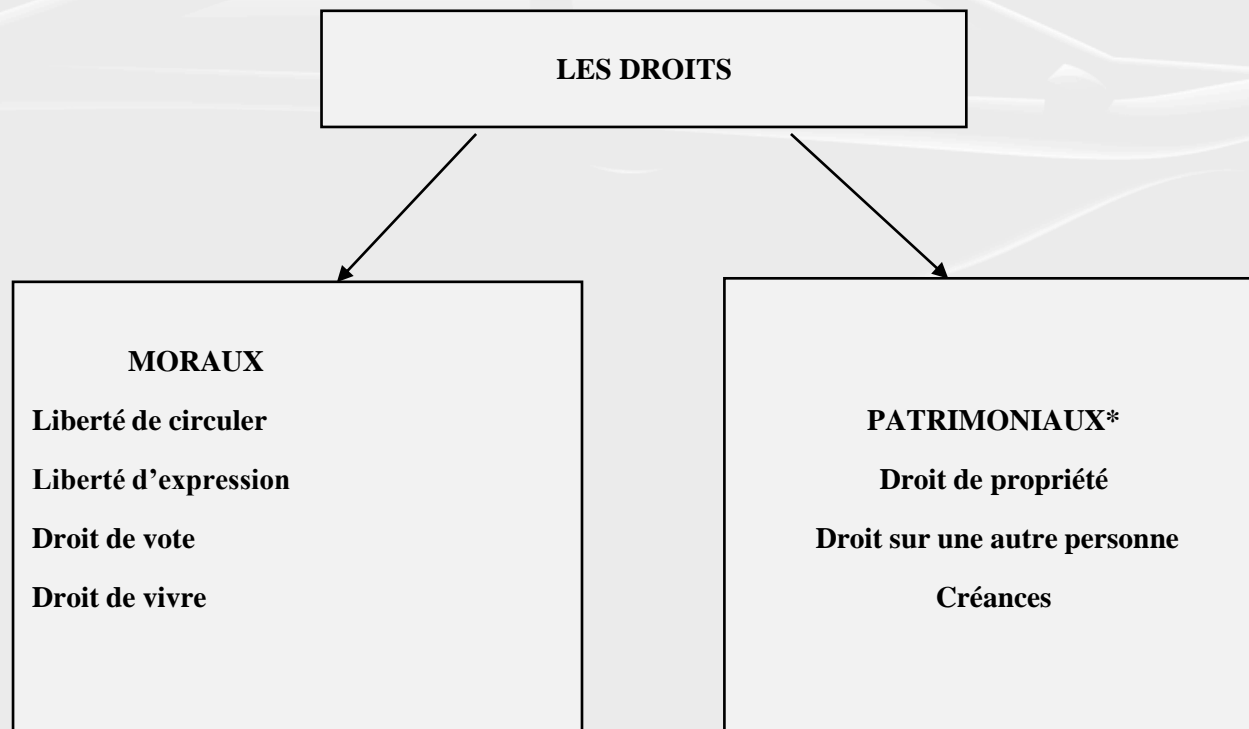 LES DROITS
MORAUX
Liberté de circuler
Liberté d’expression
Droit de vote
Droit de vivre
PATRIMONIAUX*
Droit de propriété
Droit sur une autre personne
Créances